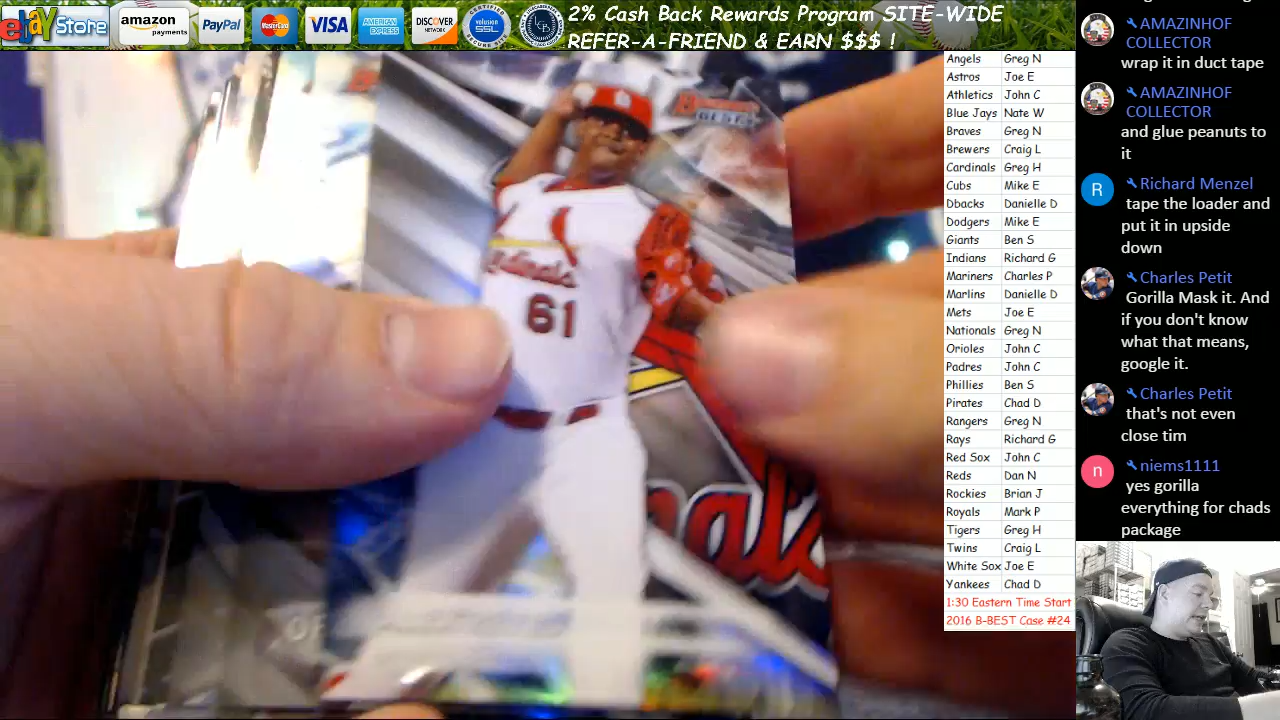 ebay Store
amazon
payments
PayPal
MasterCard
VISA
AMERICAN
EXPRESS
DISCOVER
NETWORK
volusion
SSL
2% Cash Back Rewards Program SITE-WIDE
REFER-A-FRIEND & EARN $$$ !
Bowman's
BEST
Cardinals
61
nals
Angels Greg N
Astros Joe E
Athletics John C
Blue Jays Nate W
Braves Greg N
Brewers Craig L
Cardinals Greg H
Cubs Mike E
Dbacks Danielle D
Dodgers Mike E
Giants Ben S
Indians Richard G
Mariners Charles P
Marlins Danielle D
Mets Joe E
Nationals Greg N
Orioles John C
Padres John C
Phillies Ben S
Pirates Chad D
Rangers Greg N
Rays Richard G
Red Sox John C
Reds Dan N
Rockies Brian J
Royals Mark P
Tigers Greg H
Twins Craig L
White Sox Joe E
Yankees Chad D
1:30 Eastern Time Start
2016 B-BEST Case #24
AMAZINHOF
COLLECTOR
wrap it in duct tape
AMAZINHOF
COLLECTOR
and glue peanuts to
it
R
Richard Menzel
tape the loader and
put it in upside
down
Charles Petit
Gorilla Mask it. And
if you don't know
what that means,
google it.
Charles Petit
that's not even
close tim
n
niems1111
yes gorilla
everything for chads
package